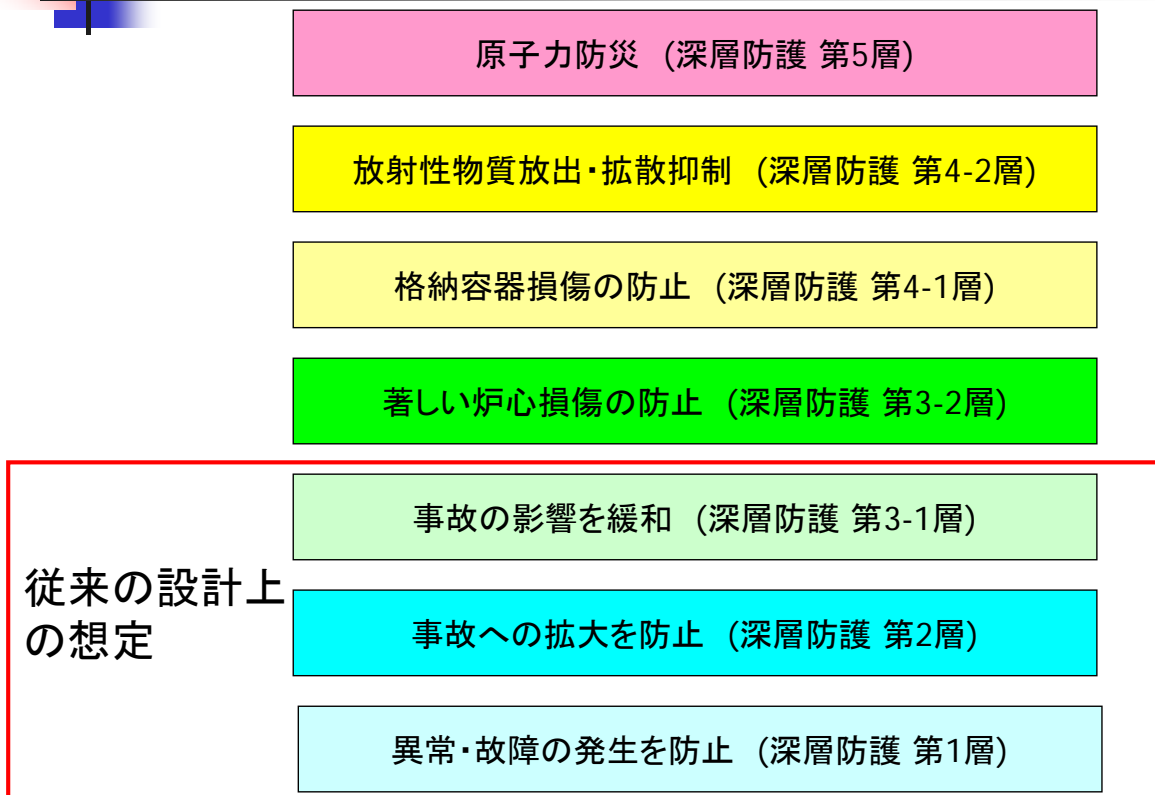 原子力防災 (深層防護 第5層)
放射性物質放出・拡散抑制 (深層防護 第4-2層)
格納容器損傷の防止 (深層防護 第4-1層)
著しい炉心損傷の防止 (深層防護 第3-2層)
事故の影響を緩和 (深層防護 第3-1層)
従来の設計上
の想定
事故への拡大を防止 (深層防護 第2層)
異常・故障の発生を防止 (深層防護 第1層)